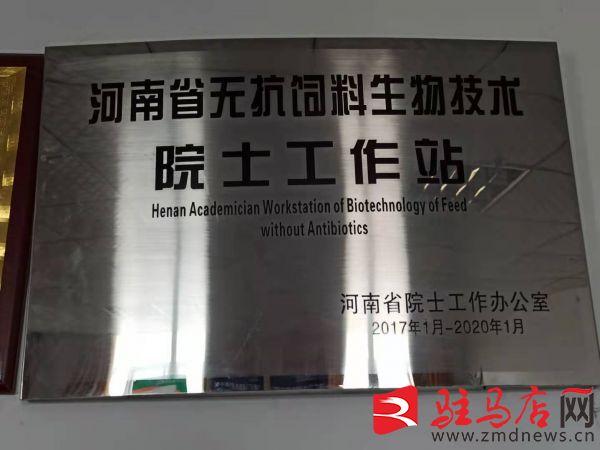 河南省无抗饲料生物技术
院士工作站
Henan Academician Workstation of Biotechnology of Feed
without Antibiotics
河南省院士工作办公室
2017年1月-2020年1月
驻马店网
www.zmdnews.cn